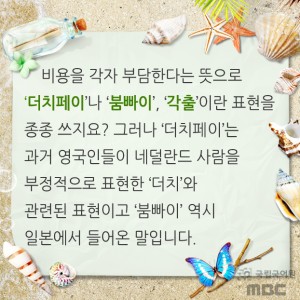 비용을 각자 부담한다는 뜻으로
‘더치페이’나 ‘붐빠이’, ‘각출’이란 표현을
종종 쓰지요? 그러나 ‘더치페이’는
과거 영국인들이 네덜란드 사람을
부정적으로 표현한 ‘더치’와
관련된 표현이고 ‘붐빠이’ 역시
일본에서 들어온 말입니다.
국립국어원
MBC